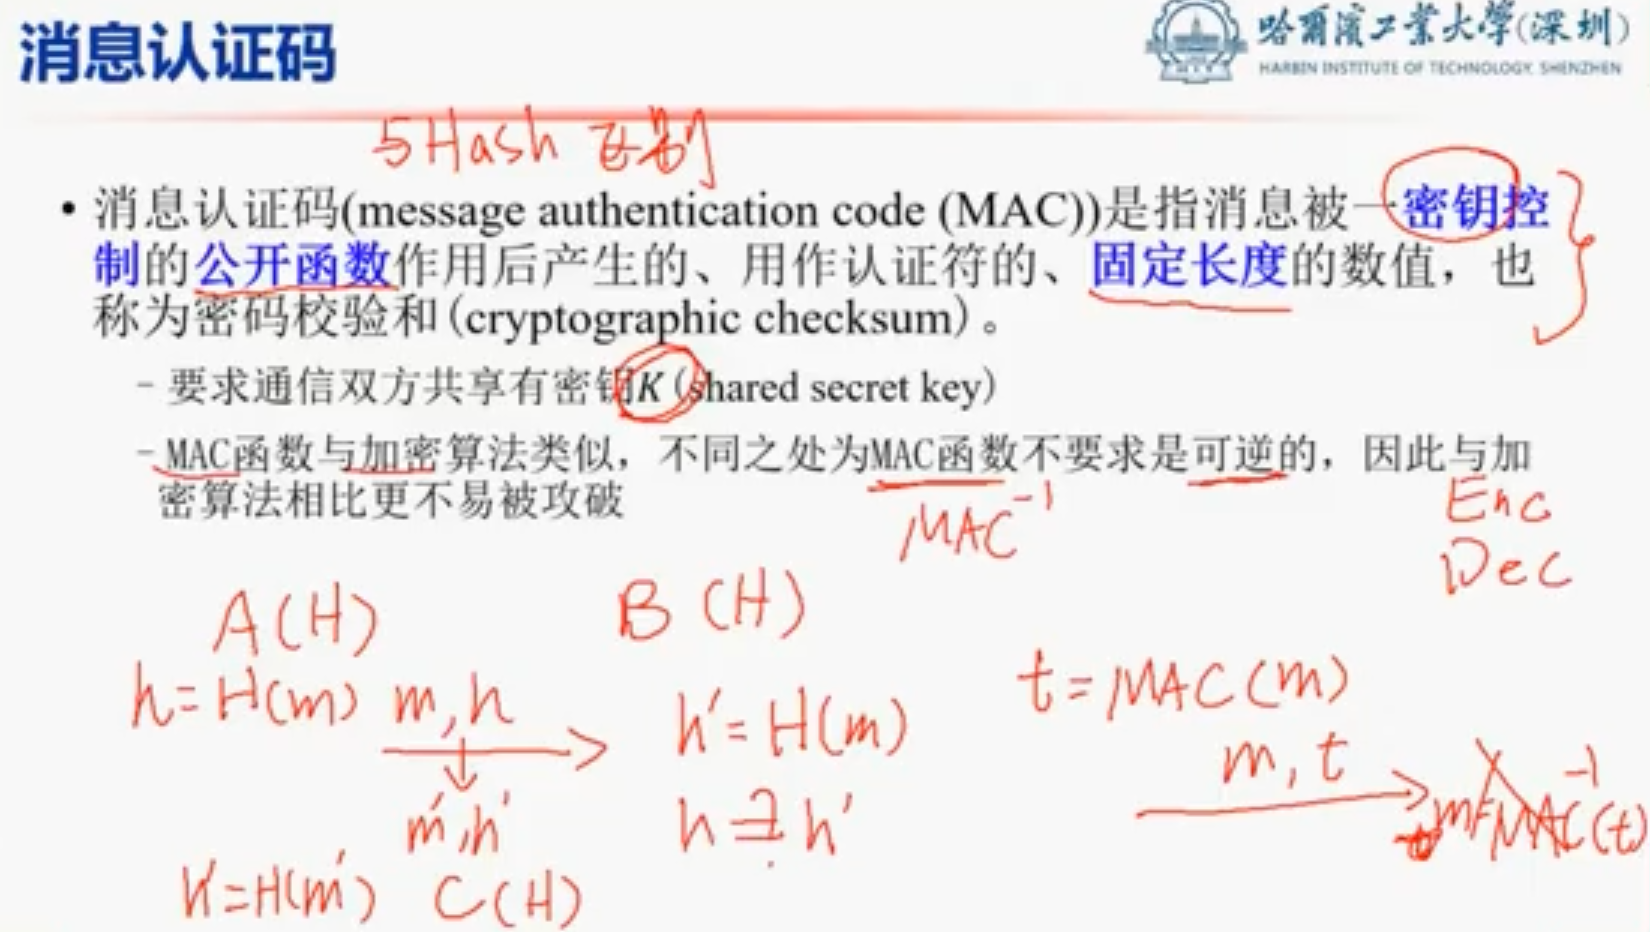 消息认证码
哈爾濱工業大學(深圳)
HARBIN INSTITUTE OF TECHNOLOGY, SHENZHEN
5Hash 区别
• 消息认证码(message authentication code (MAC))是指消息被一密钥控
制的公开函数作用后产生的、用作认证符的、固定长度的数值，也
称为密码校验和(cryptographic checksum)。
- 要求通信双方共享有密钥K(shared secret key)
- MAC函数与加密算法类似，不同之处为MAC函数不要求是可逆的，因此与加
密算法相比更不易被攻破
MAC⁻¹
Enc
Dec
A(H)
B (H)
h=H(m) m,h
h'=H(m)
t=MAC(m)
m,t
m',h'
h≟h'
m=MAC⁻¹(t)
h'=H(m') C(H)